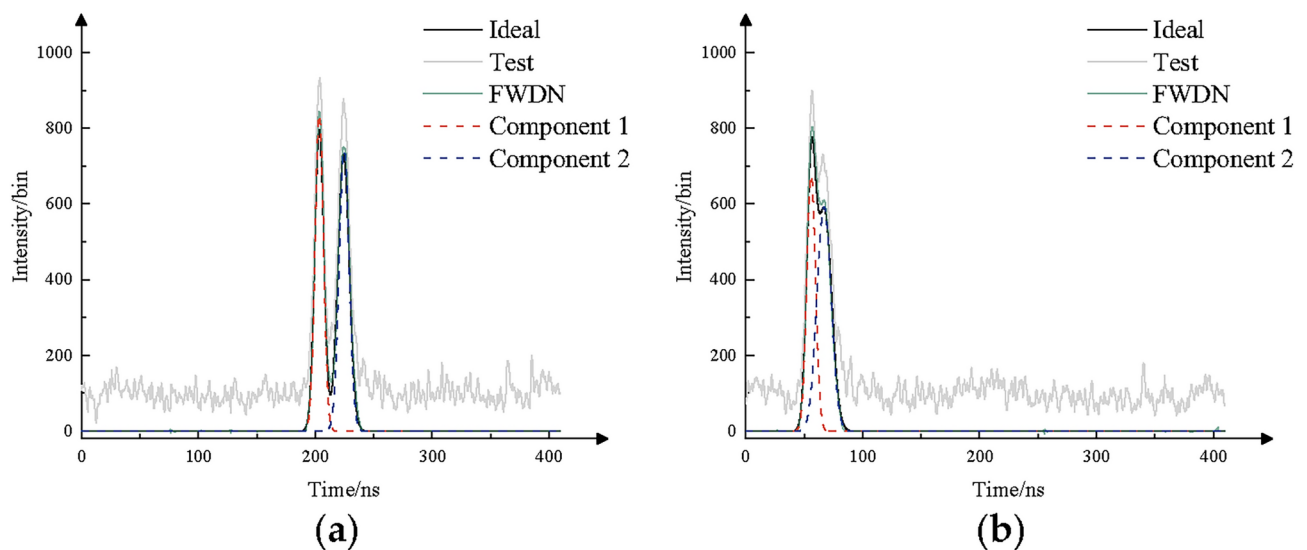 Ideal
Test
FWDN
Component 1
Component 2
1000
800
600
400
200
0
Intensity/bin
0 100 200 300 400
Time/ns
(a)
Ideal
Test
FWDN
Component 1
Component 2
1000
800
600
400
200
0
Intensity/bin
0 100 200 300 400
Time/ns
(b)